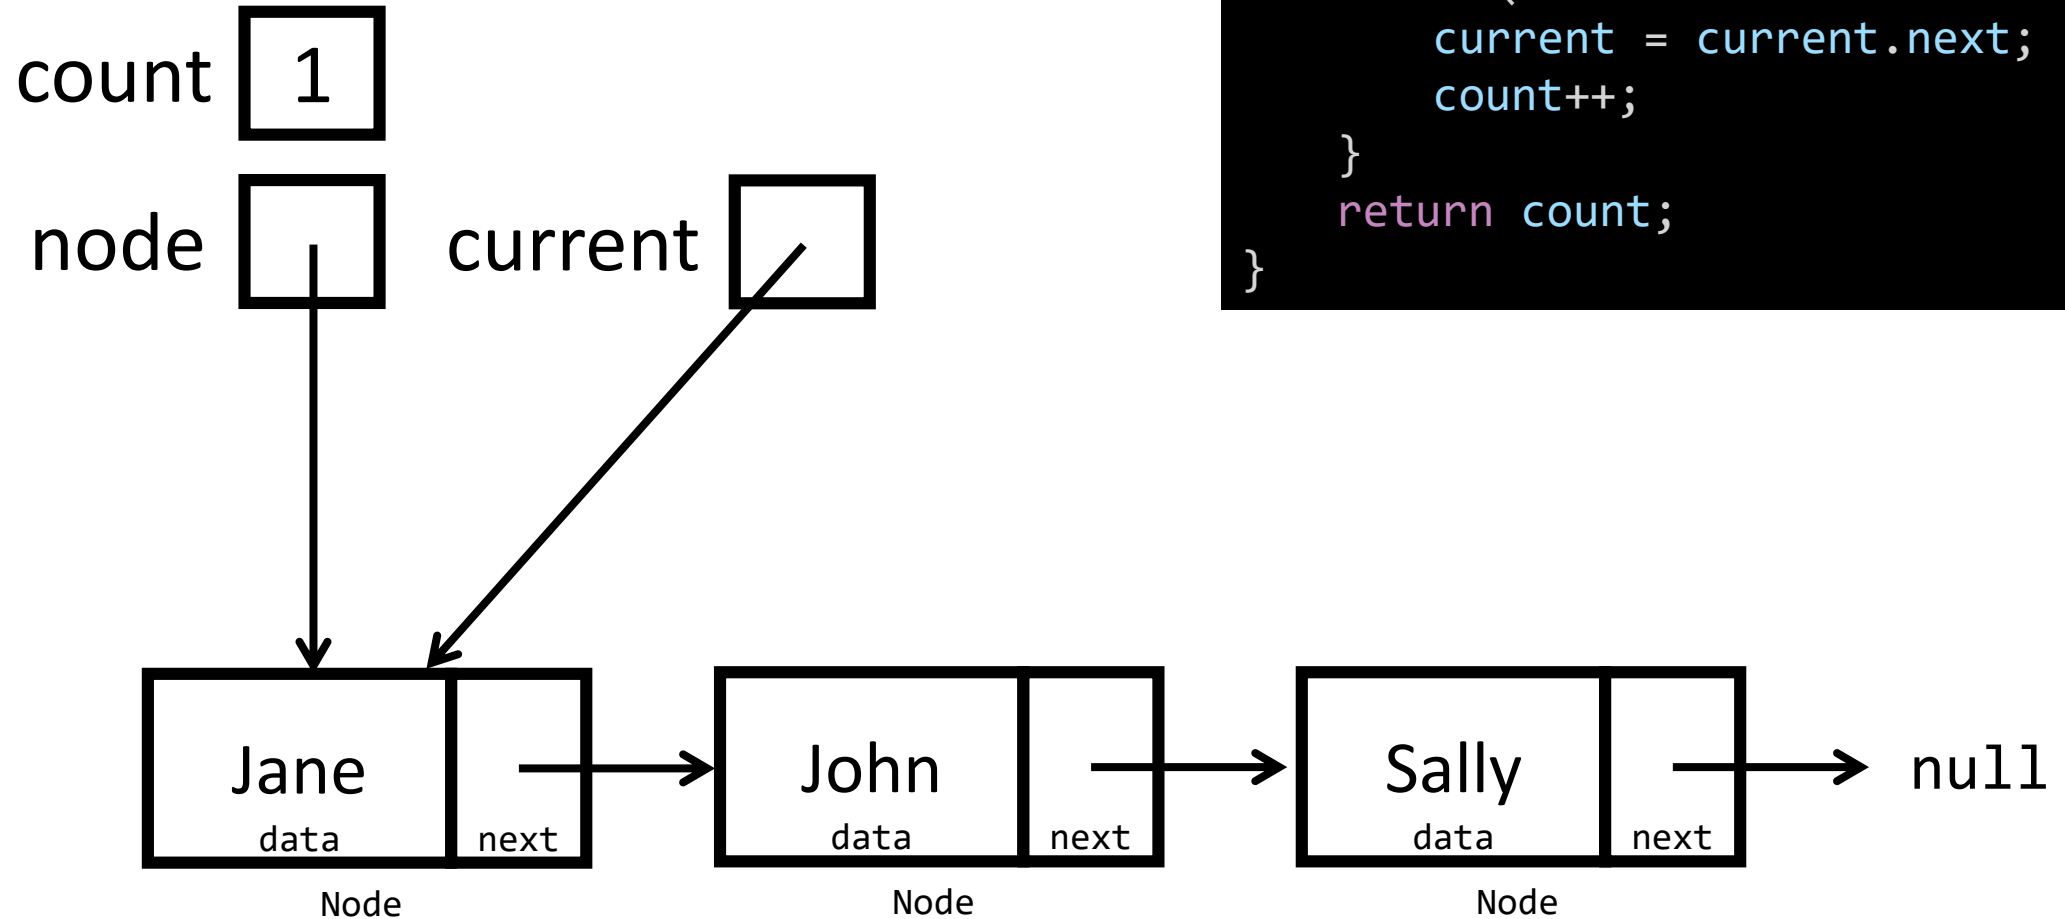 count 1
node
current
current = current.next;
count++;
}
return count;
}
Jane
data
next
Node
John
data
next
Node
Sally
data
next
Node
null